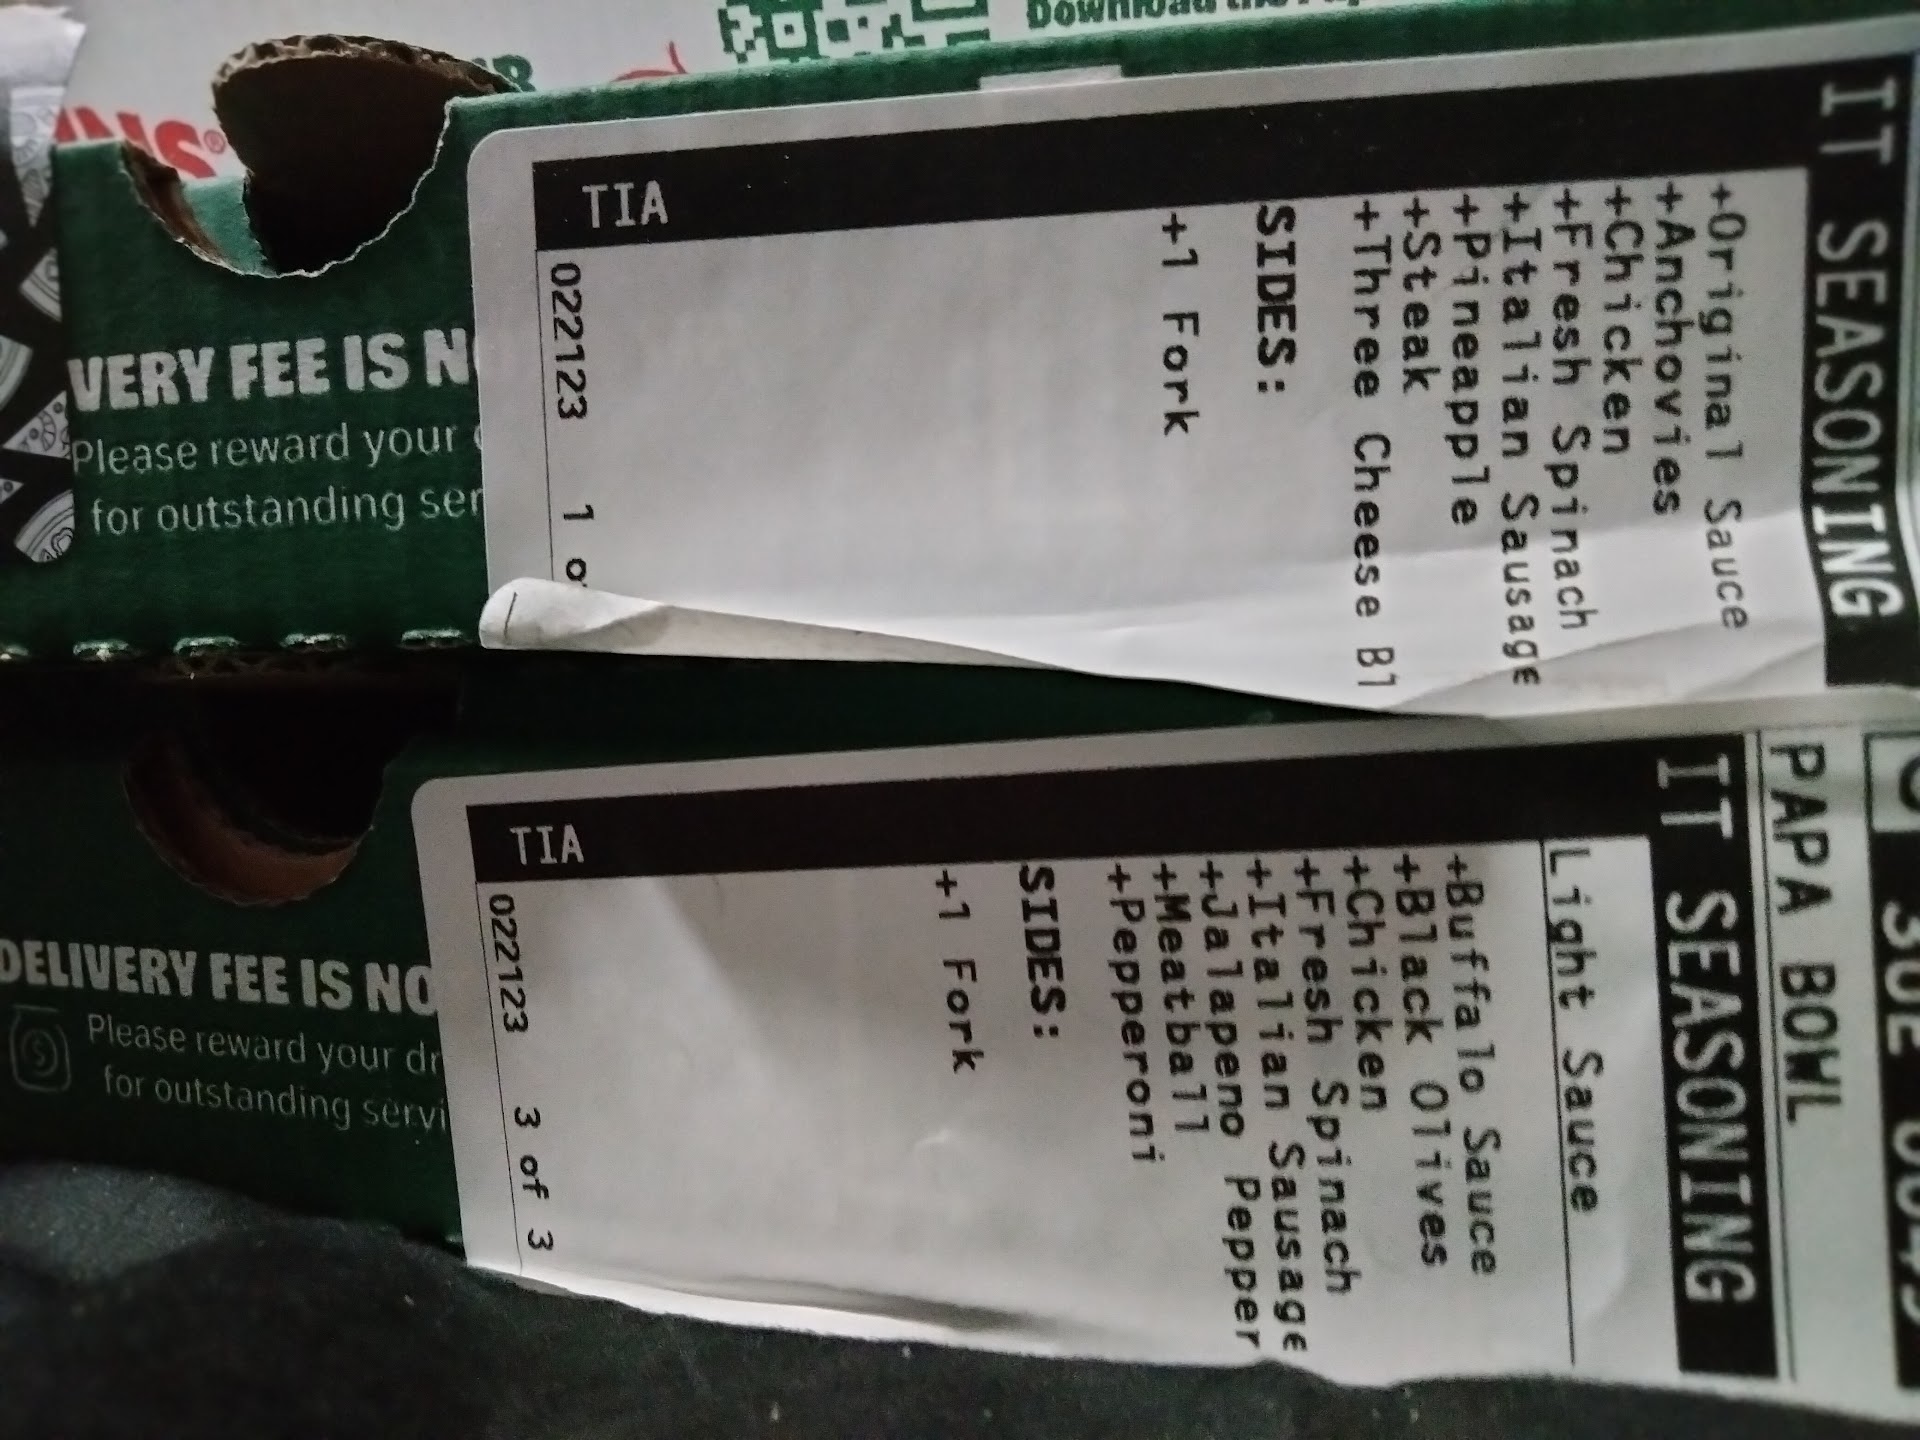 Download the
INS®
VERY FEE IS N
Please reward your
for outstanding ser
IT SEASONING
+Original Sauce
+Anchovies
+Chicken
+Fresh Spinach
+Italian Sausage
+Pineapple
+Steak
+Three Cheese Bl
SIDES:
+1 Fork
TIA
022123 1 o
DELIVERY FEE IS NO
Please reward your dr
for outstanding servi
PAPA BOWL
IT SEASONING
Light Sauce
+Buffalo Sauce
+Black Olives
+Chicken
+Fresh Spinach
+Italian Sausage
+Jalapeno Pepper
+Meatball
+Pepperoni
SIDES:
+1 Fork
TIA
022123 3 of 3